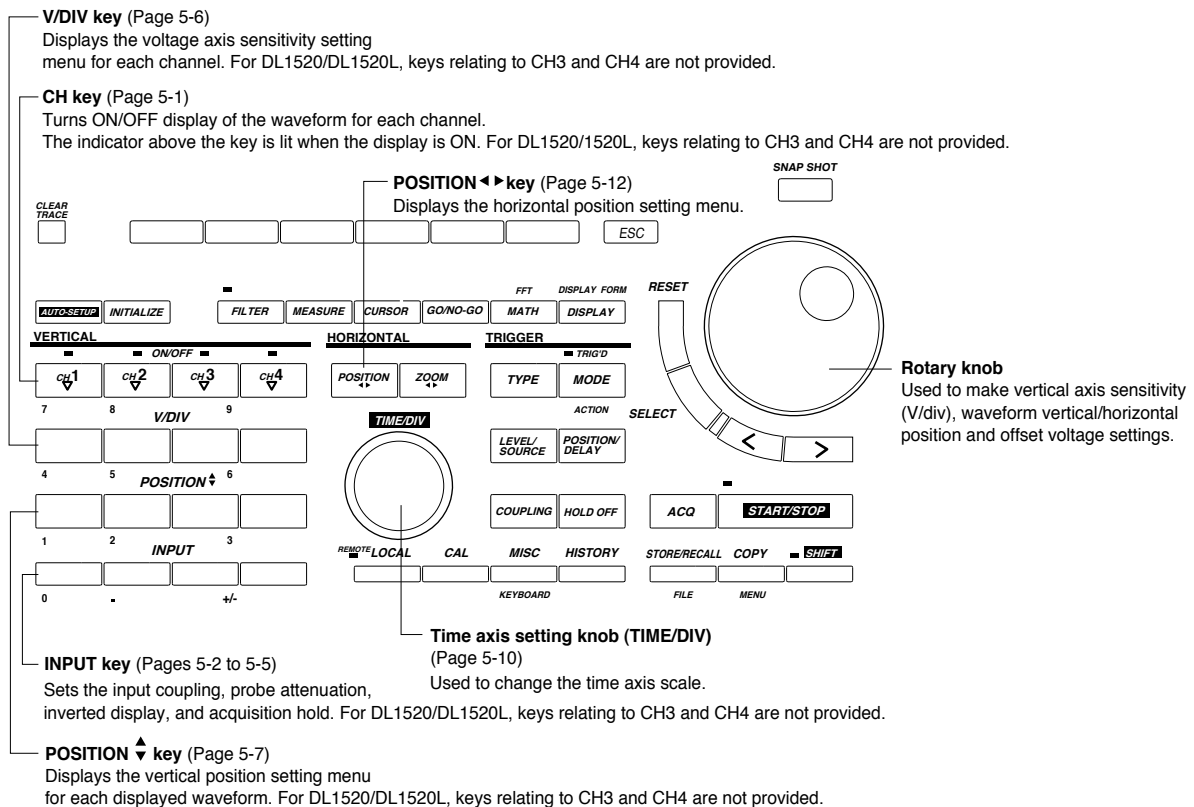 V/DIV key (Page 5-6)
Displays the voltage axis sensitivity setting
menu for each channel. For DL1520/DL1520L, keys relating to CH3 and CH4 are not provided.
CH key (Page 5-1)
Turns ON/OFF display of the waveform for each channel.
The indicator above the key is lit when the display is ON. For DL1520/1520L, keys relating to CH3 and CH4 are not provided.
SNAP SHOT
POSITION ◀ ▶ key (Page 5-12)
Displays the horizontal position setting menu.
CLEAR
TRACE
ESC
RESET
FFT DISPLAY FORM
AUTO-SETUP INITIALIZE FILTER MEASURE CURSOR GO/NO-GO MATH DISPLAY
VERTICAL HORIZONTAL TRIGGER
ON/OFF TRIG'D
CH1 CH2 CH3 CH4 POSITION ◀▶ ZOOM ◀▶ TYPE MODE
7 8 9 ACTION
V/DIV TIME/DIV SELECT
LEVEL/ SOURCE POSITION/ DELAY < >
Rotary knob
Used to make vertical axis sensitivity
(V/div), waveform vertical/horizontal
position and offset voltage settings.
4 5 6
POSITION ▲▼
COUPLING HOLD OFF ACQ START/STOP
1 2 3
INPUT
REMOTE LOCAL CAL MISC HISTORY STORE/RECALL COPY SHIFT
0 . +/-
KEYBOARD FILE MENU
Time axis setting knob (TIME/DIV)
(Page 5-10)
Used to change the time axis scale.
INPUT key (Pages 5-2 to 5-5)
Sets the input coupling, probe attenuation,
inverted display, and acquisition hold. For DL1520/DL1520L, keys relating to CH3 and CH4 are not provided.
POSITION ▲▼ key (Page 5-7)
Displays the vertical position setting menu
for each displayed waveform. For DL1520/DL1520L, keys relating to CH3 and CH4 are not provided.